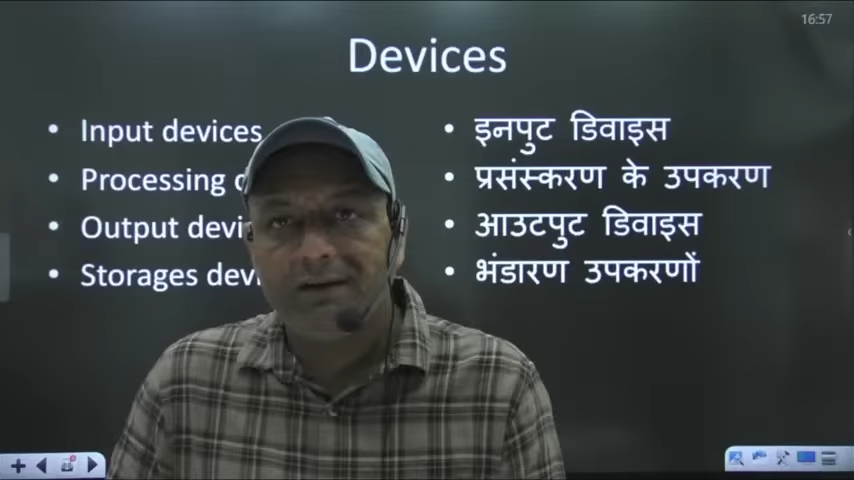 16:57
Devices
• Input devices
• Processing
• Output
• Storages
• इनपुट डिवाइस
• प्रसंस्करण के उपकरण
• आउटपुट डिवाइस
• भंडारण उपकरणों